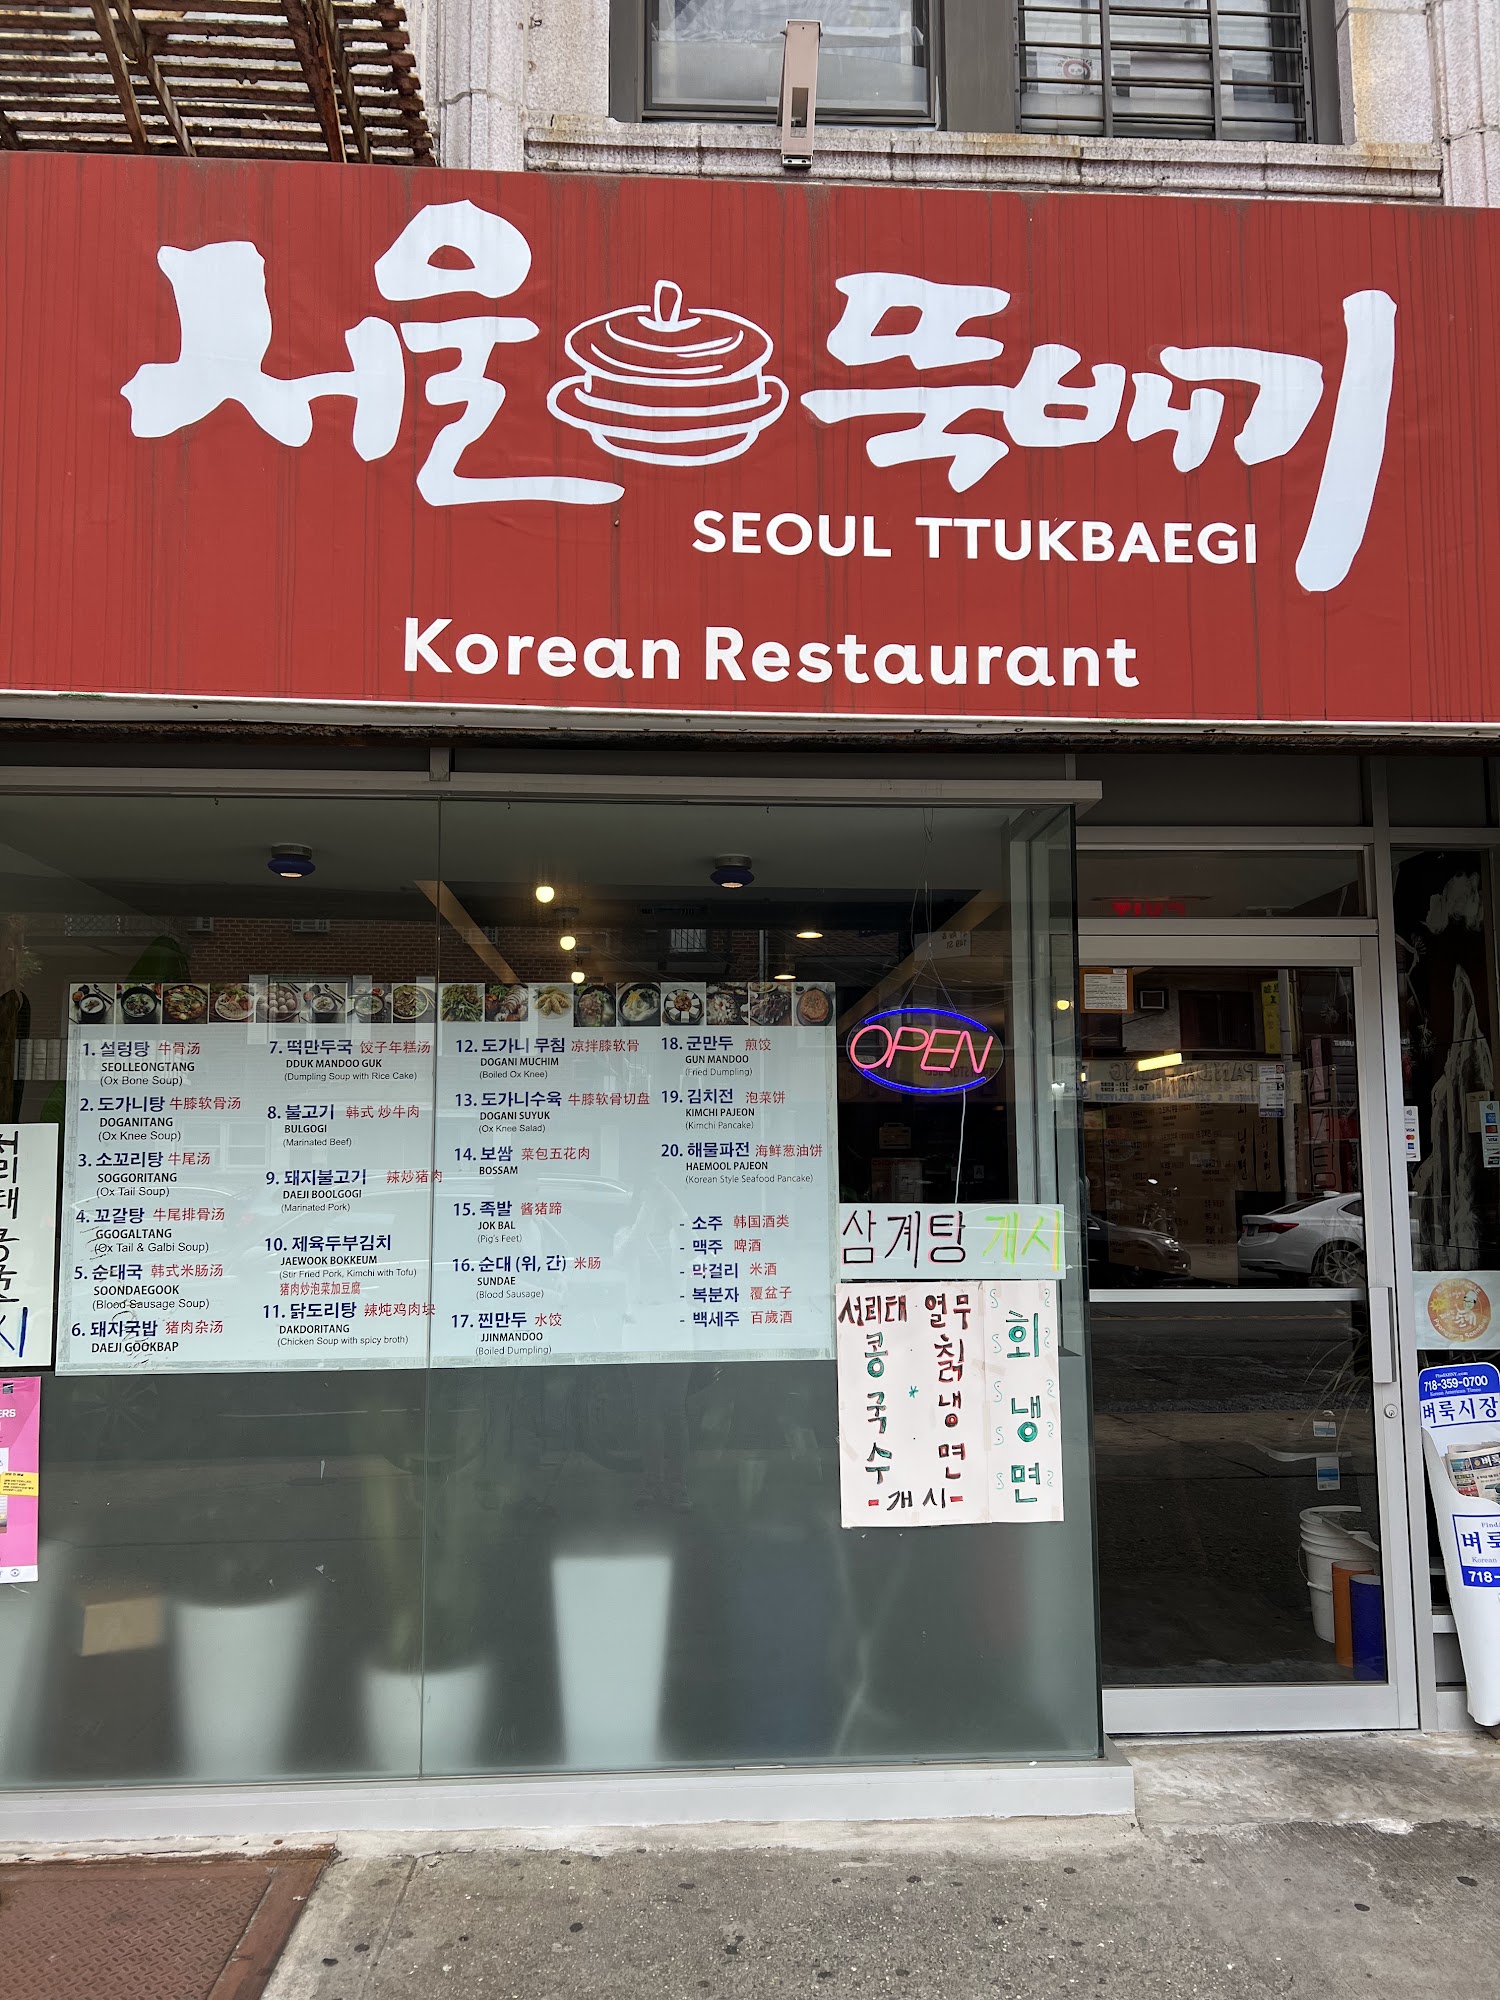 서울 뚝배기
SEOUL TTUKBAEGI
Korean Restaurant
1. 설렁탕 牛骨汤
SEOLLEONGTANG
(Ox Bone Soup)
2. 도가니탕 牛膝软骨汤
DOGANITANG
(Ox Knee Soup)
3. 소꼬리탕 牛尾汤
SOGGORITANG
(Ox Tail Soup)
4. 꼬갈탕 牛尾排骨汤
GGOGALTANG
(Ox Tail & Galbi Soup)
5. 순대국 韩式米肠汤
SOONDAEGOOK
(Blood Sausage Soup)
6. 돼지국밥 猪肉杂汤
DAEJI GOOKBAP
7. 떡만두국 饺子年糕汤
DDUK MANDOO GUK
(Dumpling Soup with Rice Cake)
8. 불고기 韩式 炒牛肉
BULGOGI
(Marinated Beef)
9. 돼지불고기 辣炒猪肉
DAEJI BOOLGOGI
(Marinated Pork)
10. 제육두부김치
JAEWOOK BOKKEUM
(Stir Fried Pork, Kimchi with Tofu)
猪肉炒泡菜加豆腐
11. 닭도리탕 辣炖鸡肉块
DAKDORITANG
(Chicken Soup with spicy broth)
12. 도가니 무침 凉拌膝软骨
DOGANI MUCHIM
(Boiled Ox Knee)
13. 도가니수육 牛膝软骨切盘
DOGANI SUYUK
(Ox Knee Salad)
14. 보쌈 菜包五花肉
BOSSAM
15. 족발 酱猪蹄
JOK BAL
(Pig's Feet)
16. 순대 (위, 간) 米肠
SUNDAE
(Blood Sausage)
17. 찐만두 水饺
JJINMANDOO
(Boiled Dumpling)
18. 군만두 煎饺
GUN MANDOO
(Fried Dumpling)
19. 김치전 泡菜饼
KIMCHI PAJEON
(Kimchi Pancake)
20. 해물파전 海鲜葱油饼
HAEMOOL PAJEON
(Korean Style Seafood Pancake)
- 소주 韩国酒类
- 맥주 啤酒
- 막걸리 米酒
- 복분자 覆盆子
- 백세주 百歲酒
OPEN
삼계탕 개시
서리태 콩국수
열무 칡냉면
-개시-
회냉면
서리태 콩국수
시
718-359-0700
Korean American Times
벼룩시장
벼룩
Korean
718-